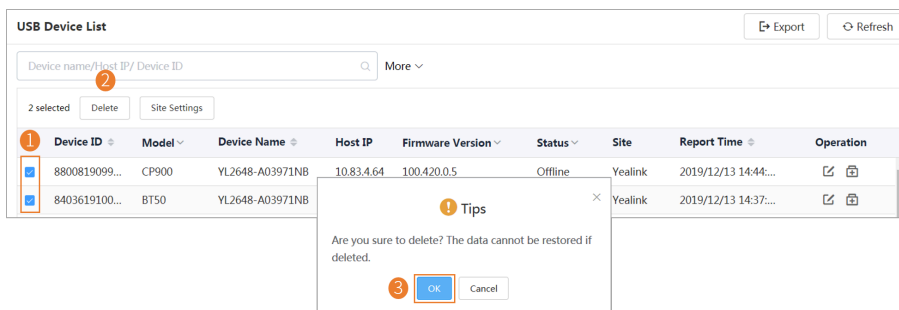 USB Device List
Export
Refresh
Device name/Host IP/ Device ID
More
2
2 selected
Delete
Site Settings
1
Device ID Model Device Name Host IP Firmware Version Status Site Report Time Operation
8800819099... CP900 YL2648-A03971NB 10.83.4.64 100.420.0.5 Offline Yealink 2019/12/13 14:44:...
8403619100... BT50 YL2648-A03971NB Yealink 2019/12/13 14:37:...
Tips
Are you sure to delete? The data cannot be restored if
deleted.
3
OK
Cancel